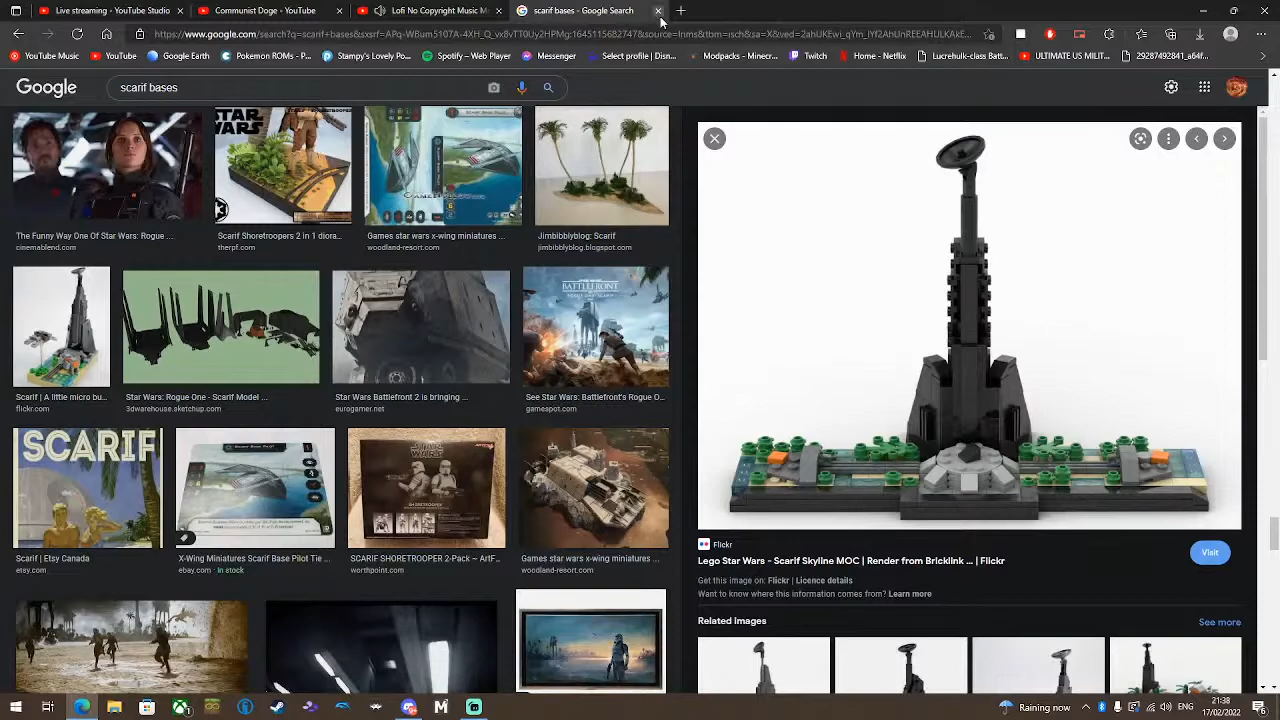 Live streaming - YouTube Studio
Communist Doge - YouTube
Lofi No Copyright Music
scarif bases - Google Search
YouTube Music
YouTube
Google Earth
Pokemon ROMs
Stampy's Lovely Po...
Spotify – Web Play...
Messenger
Select profile | Disn...
Modpacks - Minecr...
Twitch
Home - Netflix
Lucrehulk-class Batt...
ULTIMATE US MILIT...
Google
scarif bases
STAR
WARS
The Funny Way One Of Star Wars: Rogue ....
cinemablend.com
Scarif Shoretroopers 2 in 1 diora...
therpf.com
Games star wars x-wing miniatures ...
woodland-resort.com
Jimbibblyblog: Scarif
jimbibblyblog.blogspot.com
Scarif | A little micro bu...
flickr.com
Star Wars: Rogue One - Scarif Model ...
3dwarehouse.sketchup.com
Battlefront 2 is bringing ...
eurogamer.net
BATTLEFRONT
See Star Wars: Battlefront's Rogue O...
gamespot.com
SCARIF
Scarif | Etsy Canada
etsy.com
X-Wing Miniatures Scarif Base Pilot Tie ...
ebay.com · In stock
SCARIF SHORETROOPER 2-Pack ~ ArtF...
worthpoint.com
Games star wars x-wing miniatures ...
woodland-resort.com
Flickr
Lego Star Wars - Scarif Skyline MOC | Render from Bricklink ... | Flickr
Visit
Get this image on: Flickr | Licence details
Want to know where this information comes from? Learn more
Related Images
See more
Raining now
21:38
17/02/2022